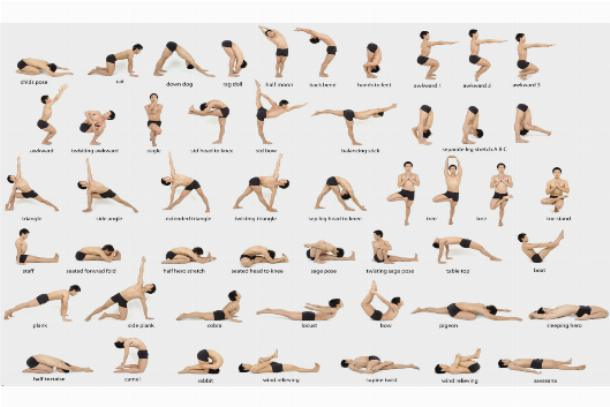 childs pose cat down dog rag doll half moon back bend hands to feet awkward 1 awkward 2 awkward 3
awkward twisting awkward eagle std head to knee std bow balancing stick separate leg stretch A B C
triangle side angle extended triangle twisting triangle sep leg head to knee tree tree toe stand
staff seated forward fold half hero stretch seated head to knee sage pose twisting sage pose table top boat
plank side plank cobra locust bow pigeon sleeping hero
half tortoise camel rabbit wind relieving supine twist wind relieving savasana